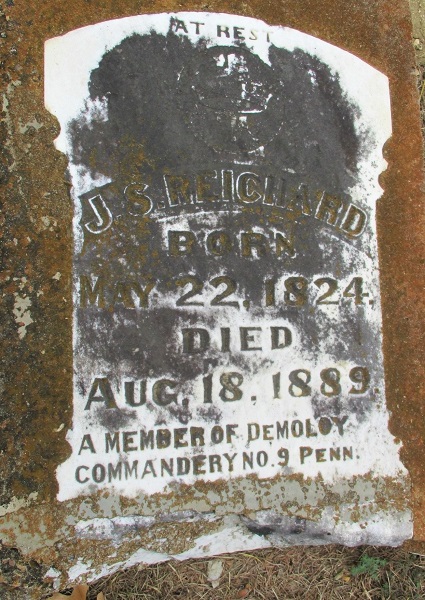 AT REST
J. S. REICHARD
BORN
MAY 22, 1824.
DIED
AUG. 18, 1889
A MEMBER OF DEMOLOY
COMMANDERY NO. 9 PENN.